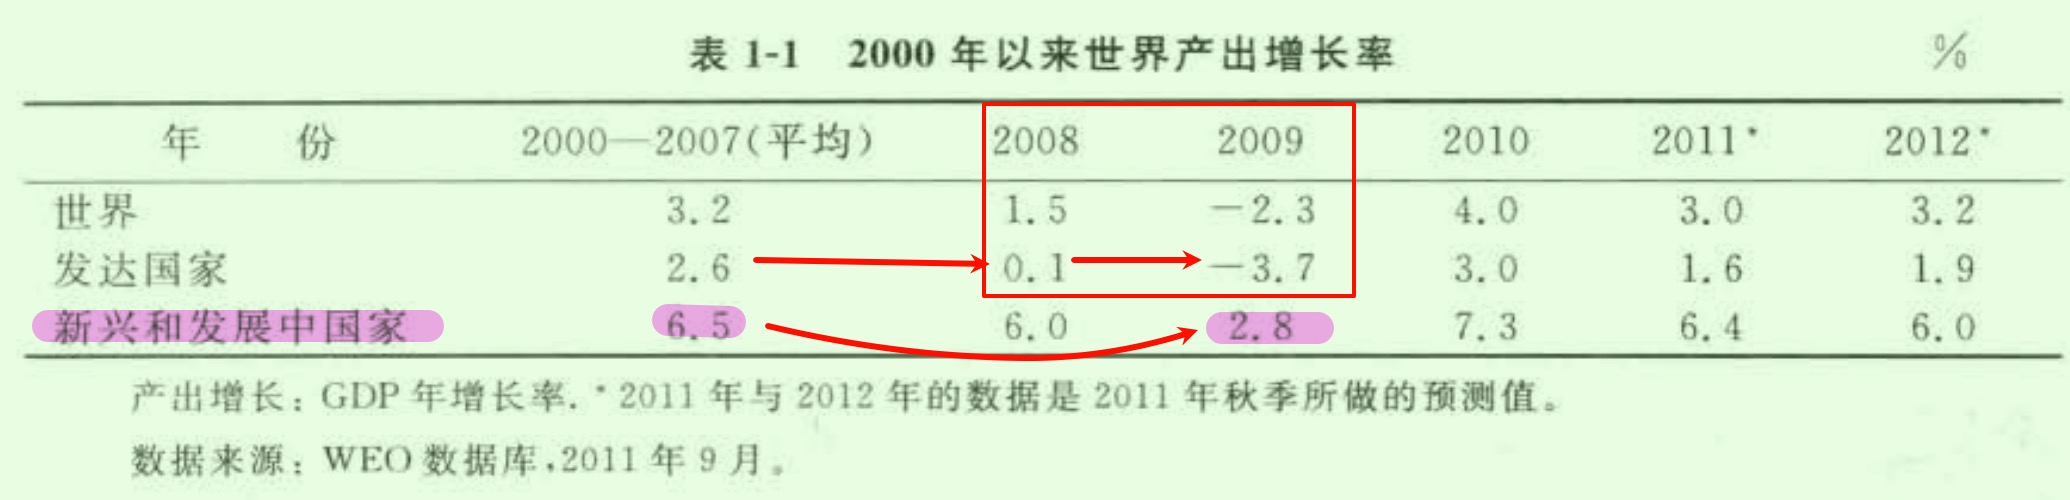 表 1-1 2000 年以来世界产出增长率 %
年 份 2000—2007(平均) 2008 2009 2010 2011* 2012*
世界 3.2 1.5 －2.3 4.0 3.0 3.2
发达国家 2.6 0.1 －3.7 3.0 1.6 1.9
新兴和发展中国家 6.5 6.0 2.8 7.3 6.4 6.0
产出增长：GDP 年增长率. * 2011 年与 2012 年的数据是 2011 年秋季所做的预测值。
数据来源：WEO 数据库,2011 年 9 月。